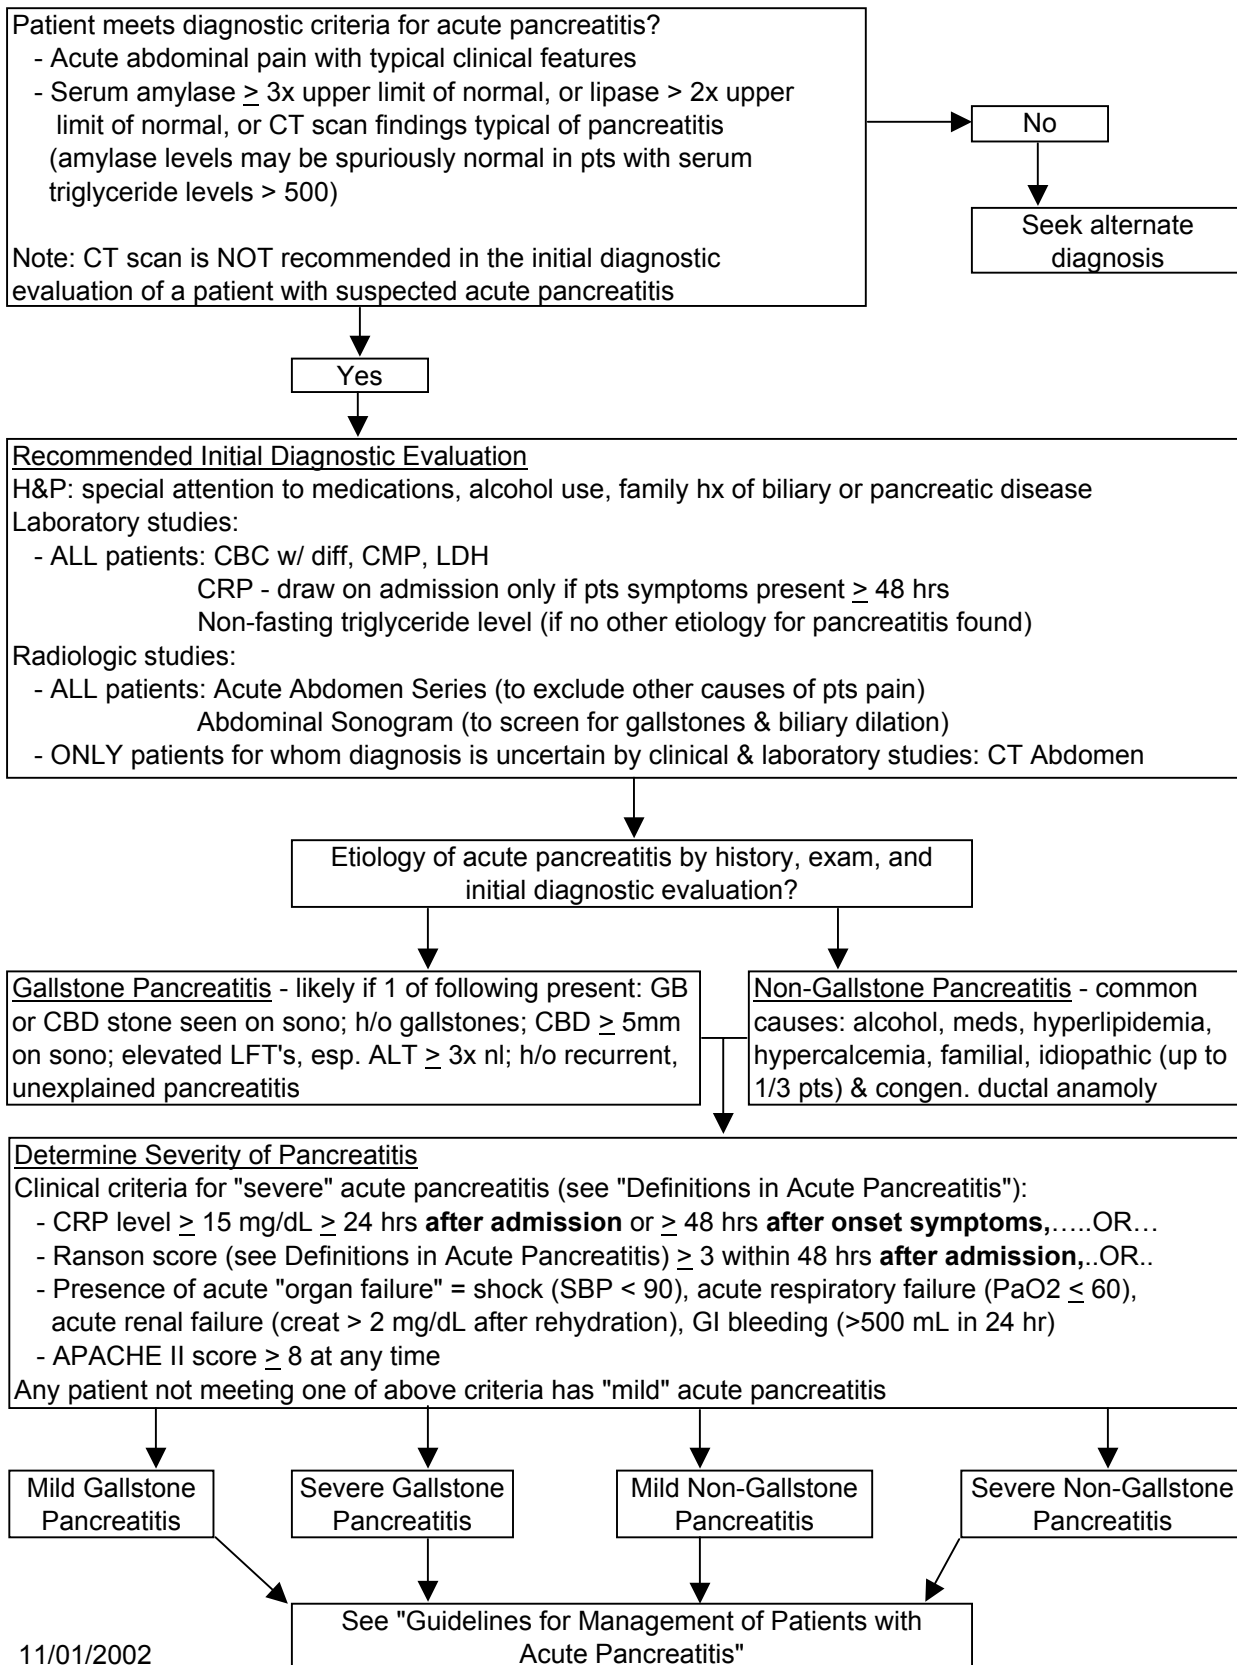 Patient meets diagnostic criteria for acute pancreatitis?
- Acute abdominal pain with typical clinical features
- Serum amylase ≥ 3x upper limit of normal, or lipase > 2x upper
limit of normal, or CT scan findings typical of pancreatitis
(amylase levels may be spuriously normal in pts with serum
triglyceride levels > 500)
Note: CT scan is NOT recommended in the initial diagnostic
evaluation of a patient with suspected acute pancreatitis
No
Seek alternate
diagnosis
Yes
Recommended Initial Diagnostic Evaluation
H&P: special attention to medications, alcohol use, family hx of biliary or pancreatic disease
Laboratory studies:
- ALL patients: CBC w/ diff, CMP, LDH
CRP - draw on admission only if pts symptoms present ≥ 48 hrs
Non-fasting triglyceride level (if no other etiology for pancreatitis found)
Radiologic studies:
- ALL patients: Acute Abdomen Series (to exclude other causes of pts pain)
Abdominal Sonogram (to screen for gallstones & biliary dilation)
- ONLY patients for whom diagnosis is uncertain by clinical & laboratory studies: CT Abdomen
Etiology of acute pancreatitis by history, exam, and
initial diagnostic evaluation?
Gallstone Pancreatitis - likely if 1 of following present: GB
or CBD stone seen on sono; h/o gallstones; CBD ≥ 5mm
on sono; elevated LFT's, esp. ALT ≥ 3x nl; h/o recurrent,
unexplained pancreatitis
Non-Gallstone Pancreatitis - common
causes: alcohol, meds, hyperlipidemia,
hypercalcemia, familial, idiopathic (up to
1/3 pts) & congen. ductal anamoly
Determine Severity of Pancreatitis
Clinical criteria for "severe" acute pancreatitis (see "Definitions in Acute Pancreatitis"):
- CRP level ≥ 15 mg/dL ≥ 24 hrs after admission or ≥ 48 hrs after onset symptoms,…..OR…
- Ranson score (see Definitions in Acute Pancreatitis) ≥ 3 within 48 hrs after admission,..OR..
- Presence of acute "organ failure" = shock (SBP < 90), acute respiratory failure (PaO2 ≤ 60),
acute renal failure (creat > 2 mg/dL after rehydration), GI bleeding (>500 mL in 24 hr)
- APACHE II score ≥ 8 at any time
Any patient not meeting one of above criteria has "mild" acute pancreatitis
Mild Gallstone
Pancreatitis
Severe Gallstone
Pancreatitis
Mild Non-Gallstone
Pancreatitis
Severe Non-Gallstone
Pancreatitis
See "Guidelines for Management of Patients with
Acute Pancreatitis"
11/01/2002